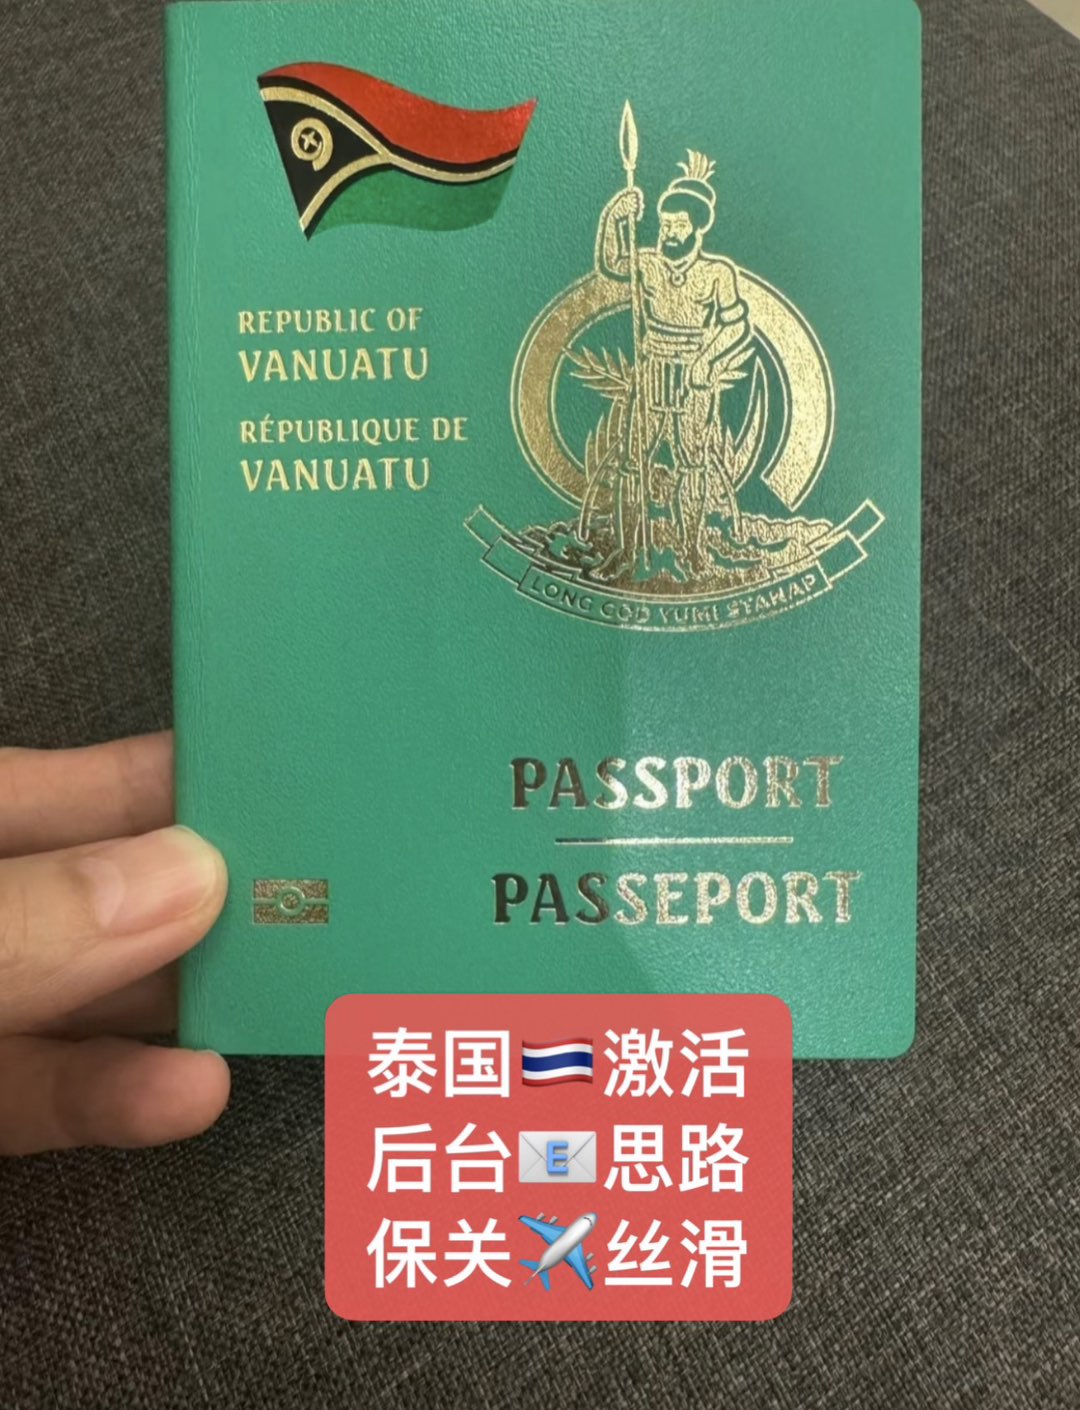 REPUBLIC OF
VANUATU
RÉPUBLIQUE DE
VANUATU
LONG GOD YUMI STANAP
PASSPORT
PASSEPORT
泰国🇹🇭激活
后台📧思路
保关✈️丝滑